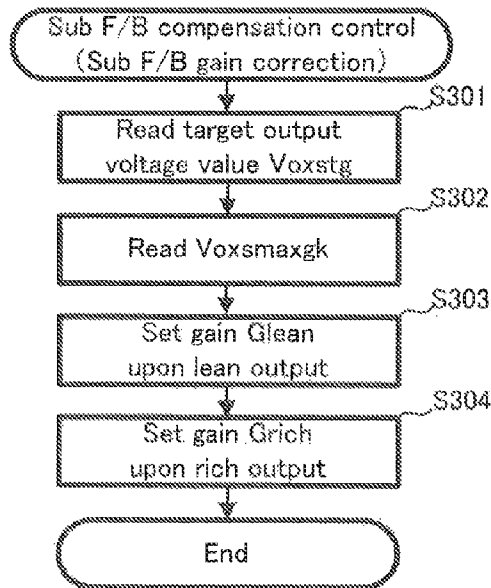 Sub F/B compensation control
(Sub F/B gain correction)
S301
Read target output
voltage value Voxstg
S302
Read Voxsmaxgk
S303
Set gain Glean
upon lean output
S304
Set gain Grich
upon rich output
End